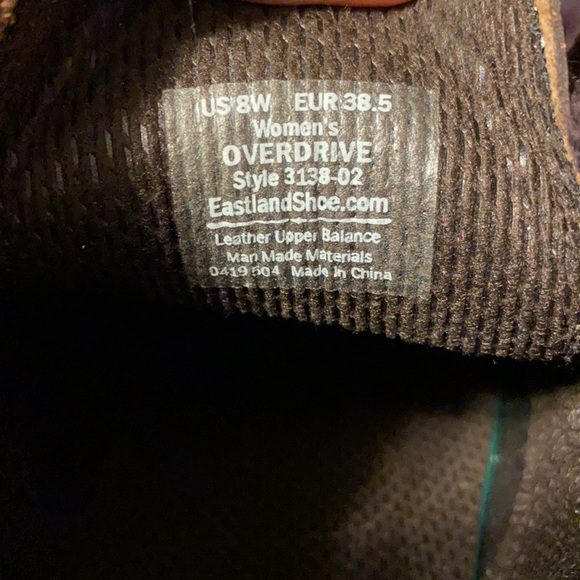 US 8W EUR 38.5
Women's
OVERDRIVE
Style 3138-02
EastlandShoe.com
Leather Upper Balance
Man Made Materials
0419 504 Made in China